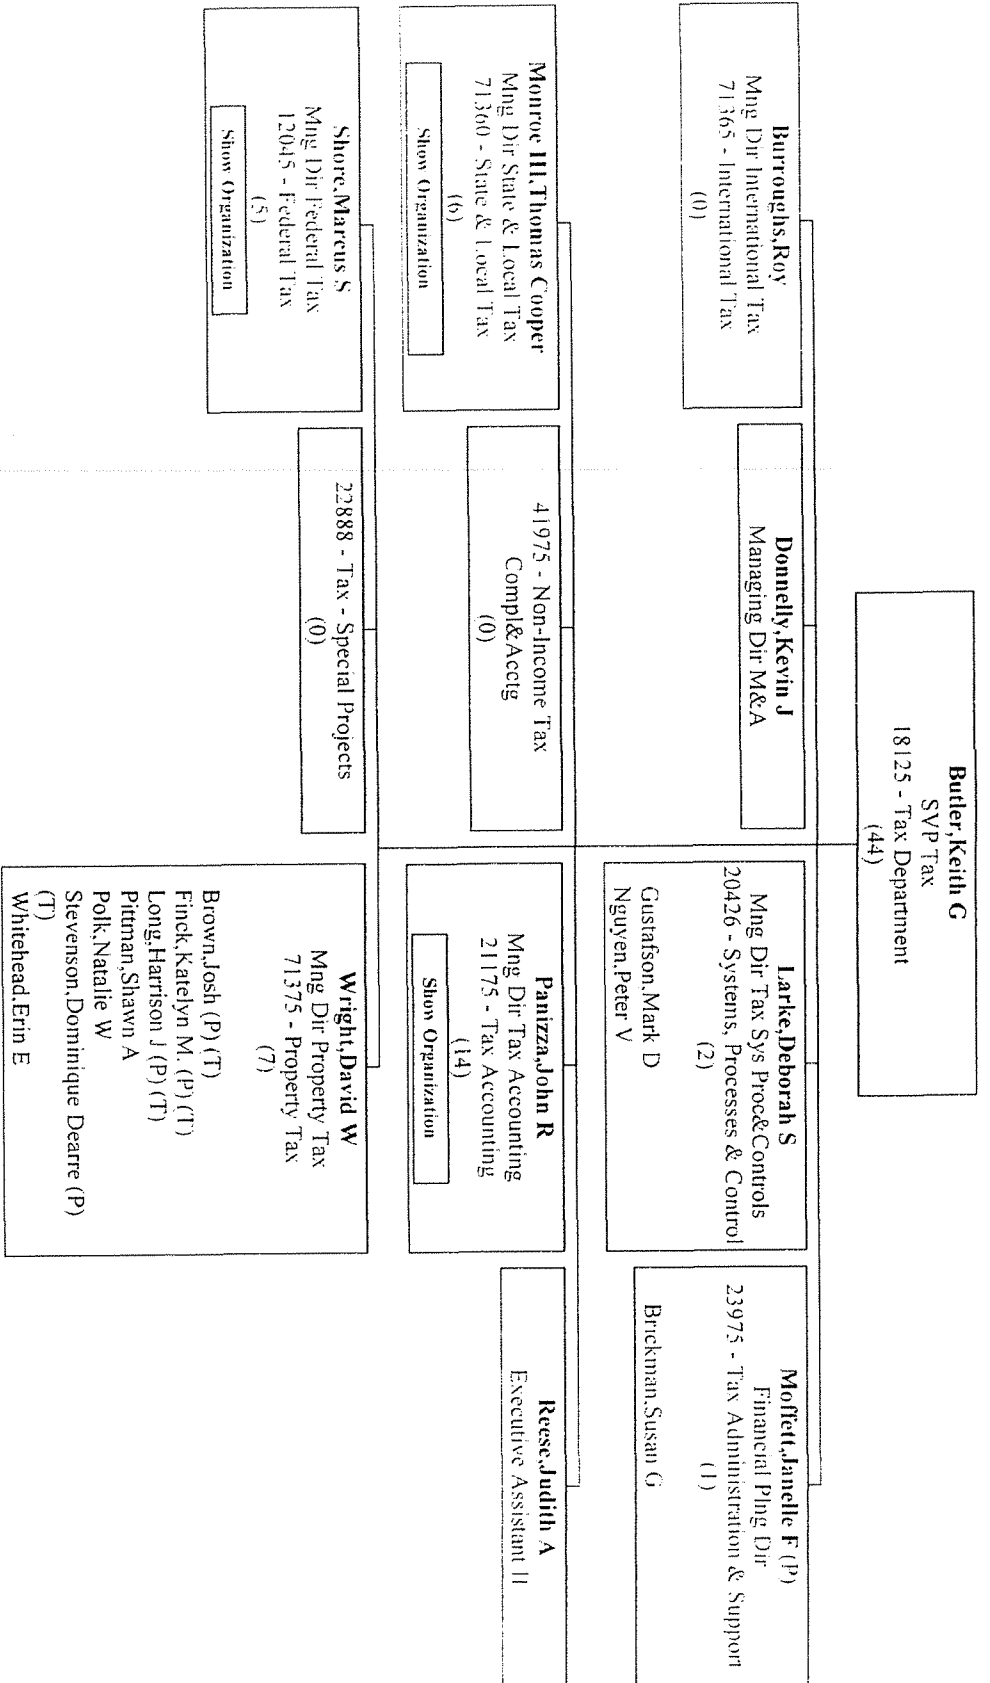 Butler,Keith G
SVP Tax
18125 - Tax Department
(44)
Burroughs,Roy
Mng Dir International Tax
71365 - International Tax
(0)
Donnelly,Kevin J
Managing Dir M&A
Larke,Deborah S
Mng Dir Tax Sys Proc&Controls
20426 - Systems, Processes & Control
(2)
Gustafson,Mark D
Nguyen,Peter V
Moffett,Janelle F (P)
Financial Plng Dir
23975 - Tax Administration & Support
(1)
Brickman,Susan G
Monroe III,Thomas Cooper
Mng Dir State & Local Tax
71360 - State & Local Tax
(6)
Show Organization
41975 - Non-Income Tax
Compl&Acctg
(0)
Panizza,John R
Mng Dir Tax Accounting
21175 - Tax Accounting
(14)
Show Organization
Reese,Judith A
Executive Assistant II
Shore,Marcus S
Mng Dir Federal Tax
12045 - Federal Tax
(5)
Show Organization
22888 - Tax - Special Projects
(0)
Wright,David W
Mng Dir Property Tax
71375 - Property Tax
(7)
Brown,Josh (P) (T)
Finck,Katelyn M. (P) (T)
Long,Harrison J (P) (T)
Pittman,Shawn A
Polk,Natalie W
Stevenson,Dominique Dearre (P)
(T)
Whitehead,Erin E